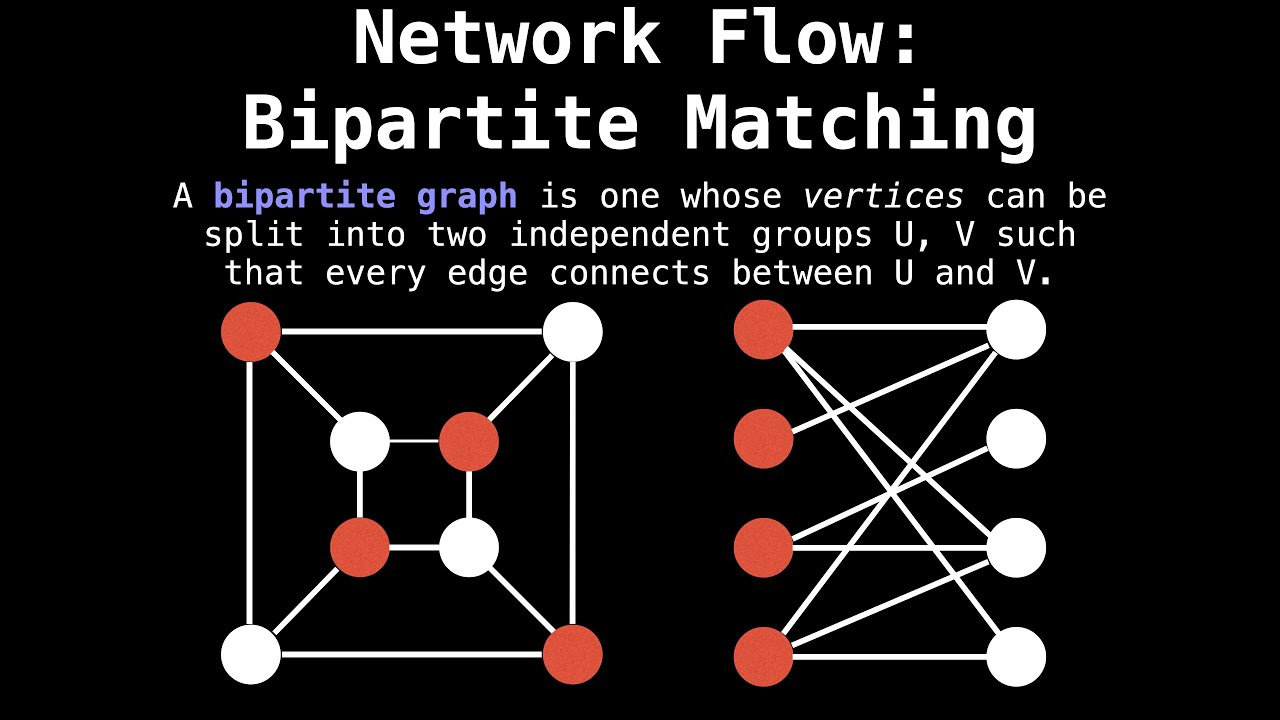 Network Flow:
Bipartite Matching
A bipartite graph is one whose vertices can be
split into two independent groups U, V such
that every edge connects between U and V.